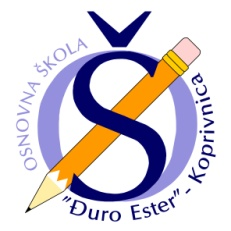 OSNOVNA ŠKOLA
OŠ
"Đuro Ester" - Koprivnica